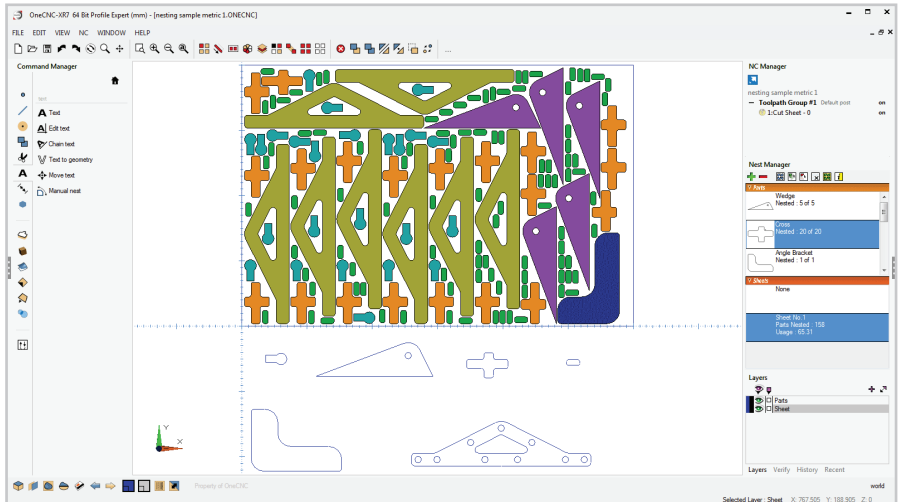 OneCNC-XR7 64 Bit Profile Expert (mm) - [nesting sample metric 1.ONECNC]
FILE EDIT VIEW NC WINDOW HELP
Command Manager
text
A Text
Edit text
Chain text
Text to geometry
Move text
Manual nest
NC Manager
nesting sample metric 1
Toolpath Group #1 Default post on
1:Cut Sheet - 0 on
Nest Manager
Parts
Wedge
Nested : 5 of 5
Cross
Nested : 20 of 20
Angle Bracket
Nested : 1 of 1
Sheets
None
Sheet No.1
Parts Nested : 158
Usage : 65.31
Layers
Parts
Sheet
Layers Verify History Recent
Y
X
Property of OneCNC
world
Selected Layer : Sheet X: 767.505 Y: 188.905 Z: 0